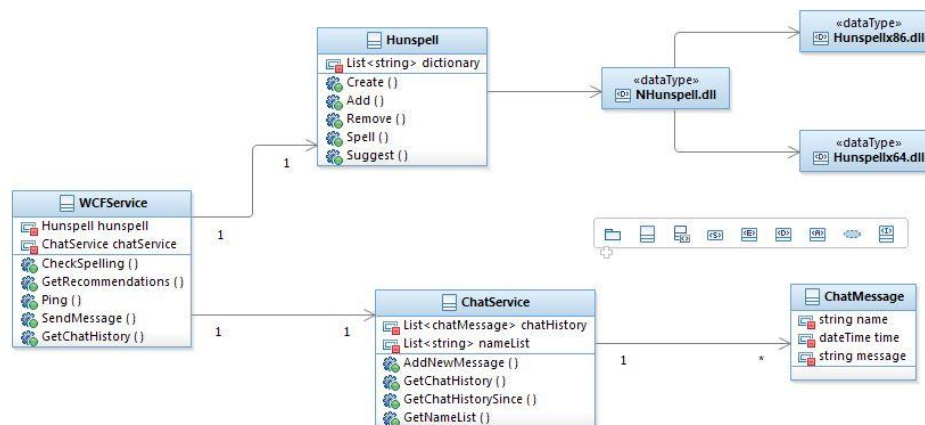 Hunspell
List<string> dictionary
Create ()
Add ()
Remove ()
Spell ()
Suggest ()
«dataType»
Hunspellx86.dll
«dataType»
NHunspell.dll
«dataType»
Hunspellx64.dll
1
1
WCFService
Hunspell hunspell
ChatService chatService
CheckSpelling ()
GetRecommendations ()
Ping ()
SendMessage ()
GetChatHistory ()
1
1
ChatService
List<chatMessage> chatHistory
List<string> nameList
AddNewMessage ()
GetChatHistory ()
GetChatHistorySince ()
GetNameList ()
1
*
ChatMessage
string name
dateTime time
string message